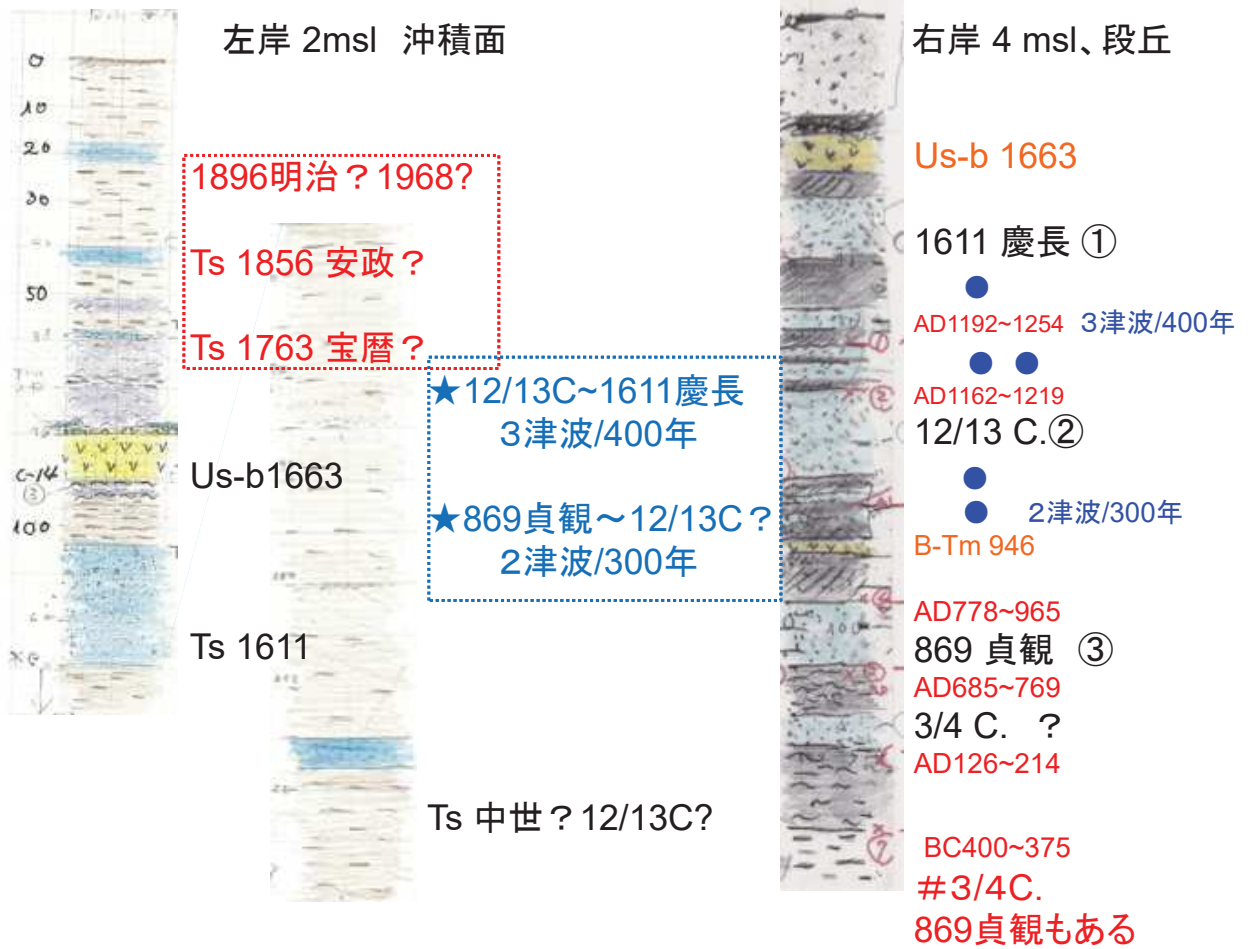 左岸 2msl 沖積面
0
10
20
30
50
C-14
③
100
1896明治？1968?
Ts 1856 安政？
Ts 1763 宝暦？
Us-b1663
Ts 1611
★12/13C~1611慶長
３津波/400年
★869貞観～12/13C？
２津波/300年
Ts 中世？12/13C?
右岸 4 msl、段丘
Us-b 1663
1611 慶長 ①
AD1192~1254 ３津波/400年
AD1162~1219
12/13 C.②
２津波/300年
B-Tm 946
AD778~965
869 貞観 ③
AD685~769
3/4 C. ？
AD126~214
BC400~375
＃３/４C.
869貞観もある
100